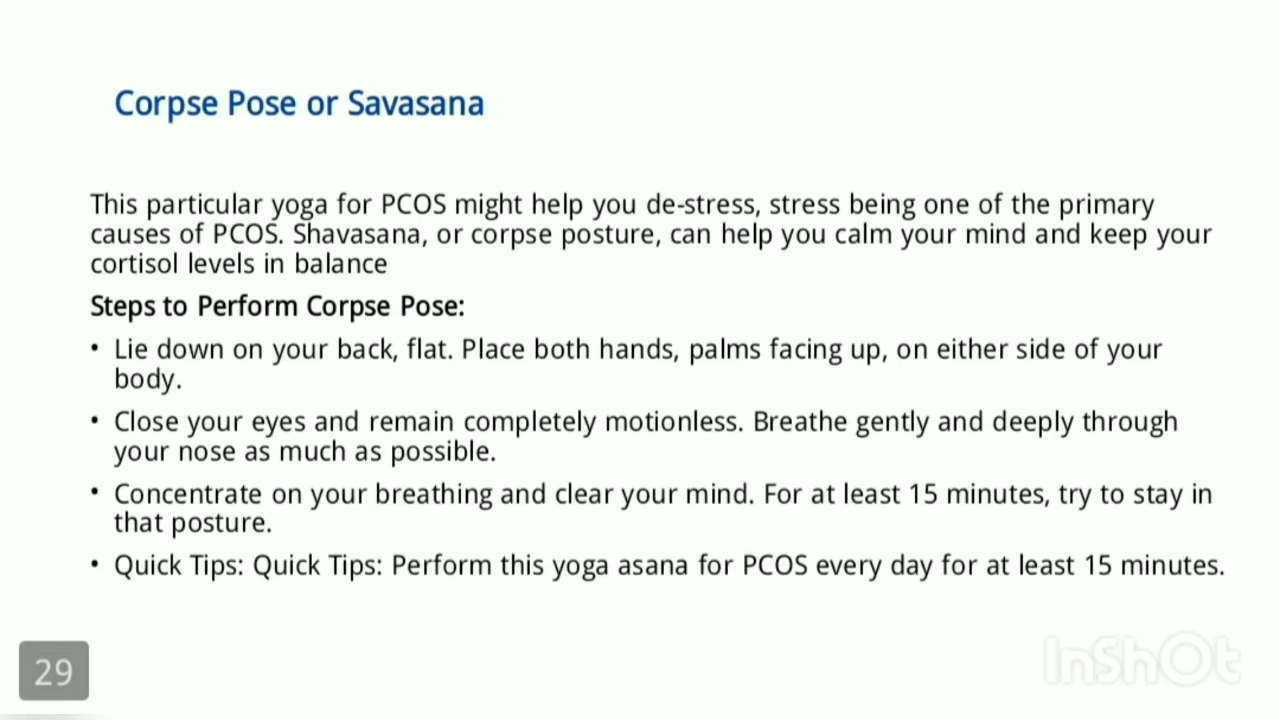 Corpse Pose or Savasana
This particular yoga for PCOS might help you de-stress, stress being one of the primary
causes of PCOS. Shavasana, or corpse posture, can help you calm your mind and keep your
cortisol levels in balance
Steps to Perform Corpse Pose:
• Lie down on your back, flat. Place both hands, palms facing up, on either side of your
body.
• Close your eyes and remain completely motionless. Breathe gently and deeply through
your nose as much as possible.
• Concentrate on your breathing and clear your mind. For at least 15 minutes, try to stay in
that posture.
• Quick Tips: Quick Tips: Perform this yoga asana for PCOS every day for at least 15 minutes.
29
InShOt